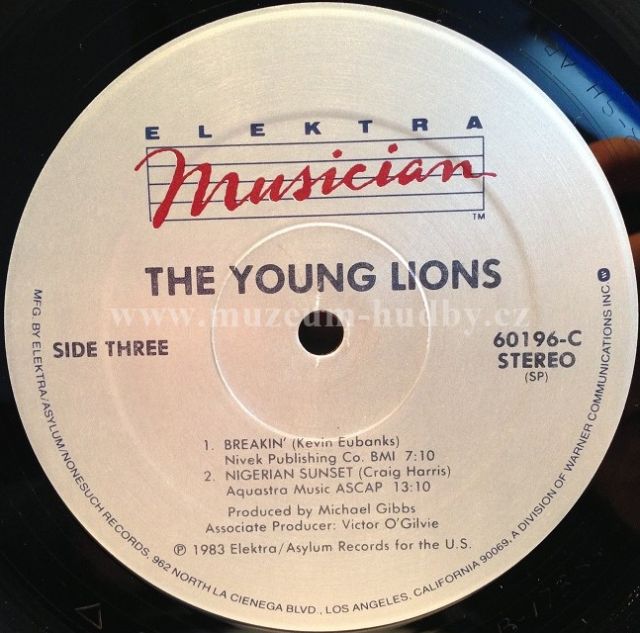 ELEKTRA
Musician
TM
THE YOUNG LIONS
www.muzeum-hudby.cz
SIDE THREE
60196-C
STEREO
(SP)
1. BREAKIN' (Kevin Eubanks)
Nivek Publishing Co. BMI 7:10
2. NIGERIAN SUNSET (Craig Harris)
Aquastra Music ASCAP 13:10
Produced by Michael Gibbs
Associate Producer: Victor O'Gilvie
℗ 1983 Elektra/Asylum Records for the U.S.
MFG. BY ELEKTRA/ASYLUM/NONESUCH RECORDS, 962 NORTH LA CIENEGA BLVD., LOS ANGELES, CALIFORNIA 90069. A DIVISION OF WARNER COMMUNICATIONS INC.